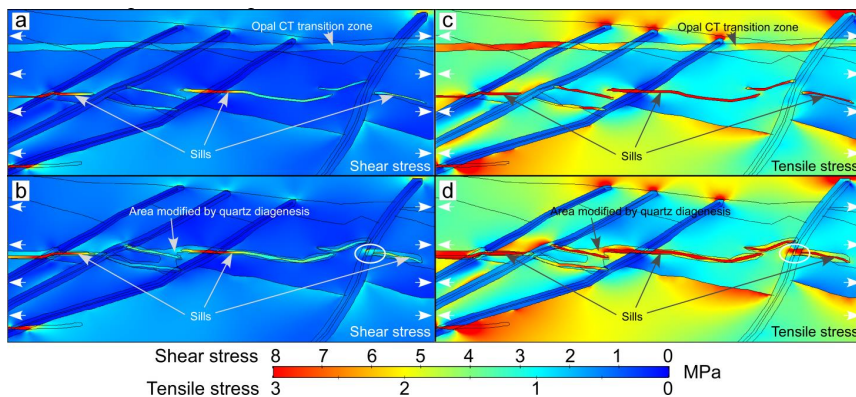 a
Opal CT transition zone
Sills
Shear stress
c
Opal CT transition zone
Sills
Tensile stress
b
Area modified by quartz diagenesis
Sills
Shear stress
d
Area modified by quartz diagenesis
Sills
Tensile stress
Shear stress 8 7 6 5 4 3 2 1 0
MPa
Tensile stress 3 2 1 0